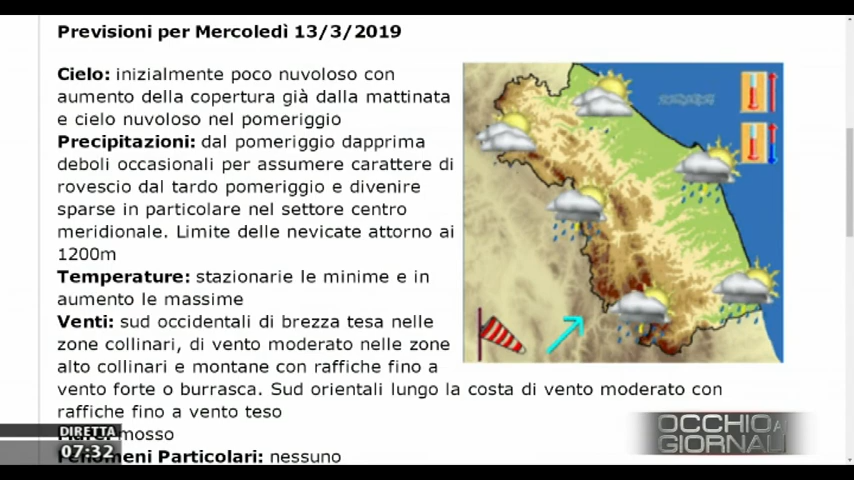 Previsioni per Mercoledì 13/3/2019
Cielo: inizialmente poco nuvoloso con
aumento della copertura già dalla mattinata
e cielo nuvoloso nel pomeriggio
Precipitazioni: dal pomeriggio dapprima
deboli occasionali per assumere carattere di
rovescio dal tardo pomeriggio e divenire
sparse in particolare nel settore centro
meridionale. Limite delle nevicate attorno ai
1200m
Temperature: stazionarie le minime e in
aumento le massime
Venti: sud occidentali di brezza tesa nelle
zone collinari, di vento moderato nelle zone
alto collinari e montane con raffiche fino a
vento forte o burrasca. Sud orientali lungo la costa di vento moderato con
raffiche fino a vento teso
Mare: mosso
Fenomeni Particolari: nessuno
DIRETTA
07:32
OCCHIO AI
GIORNALI